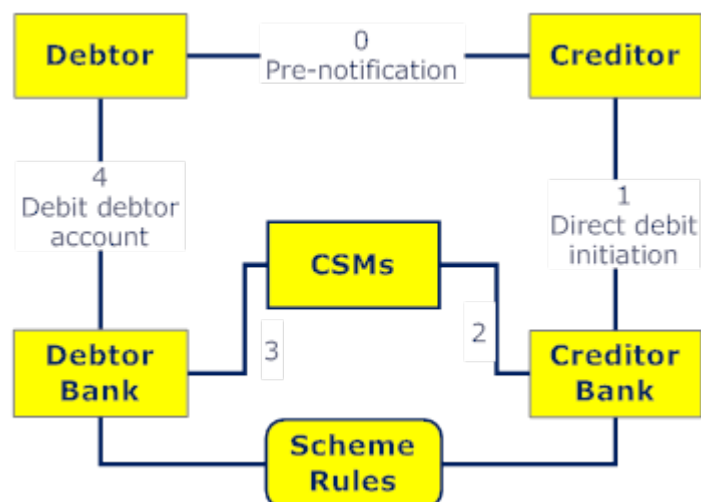 Debtor
0
Pre-notification
Creditor
4
Debit debtor
account
1
Direct debit
initiation
CSMs
3
2
Debtor
Bank
Creditor
Bank
Scheme
Rules